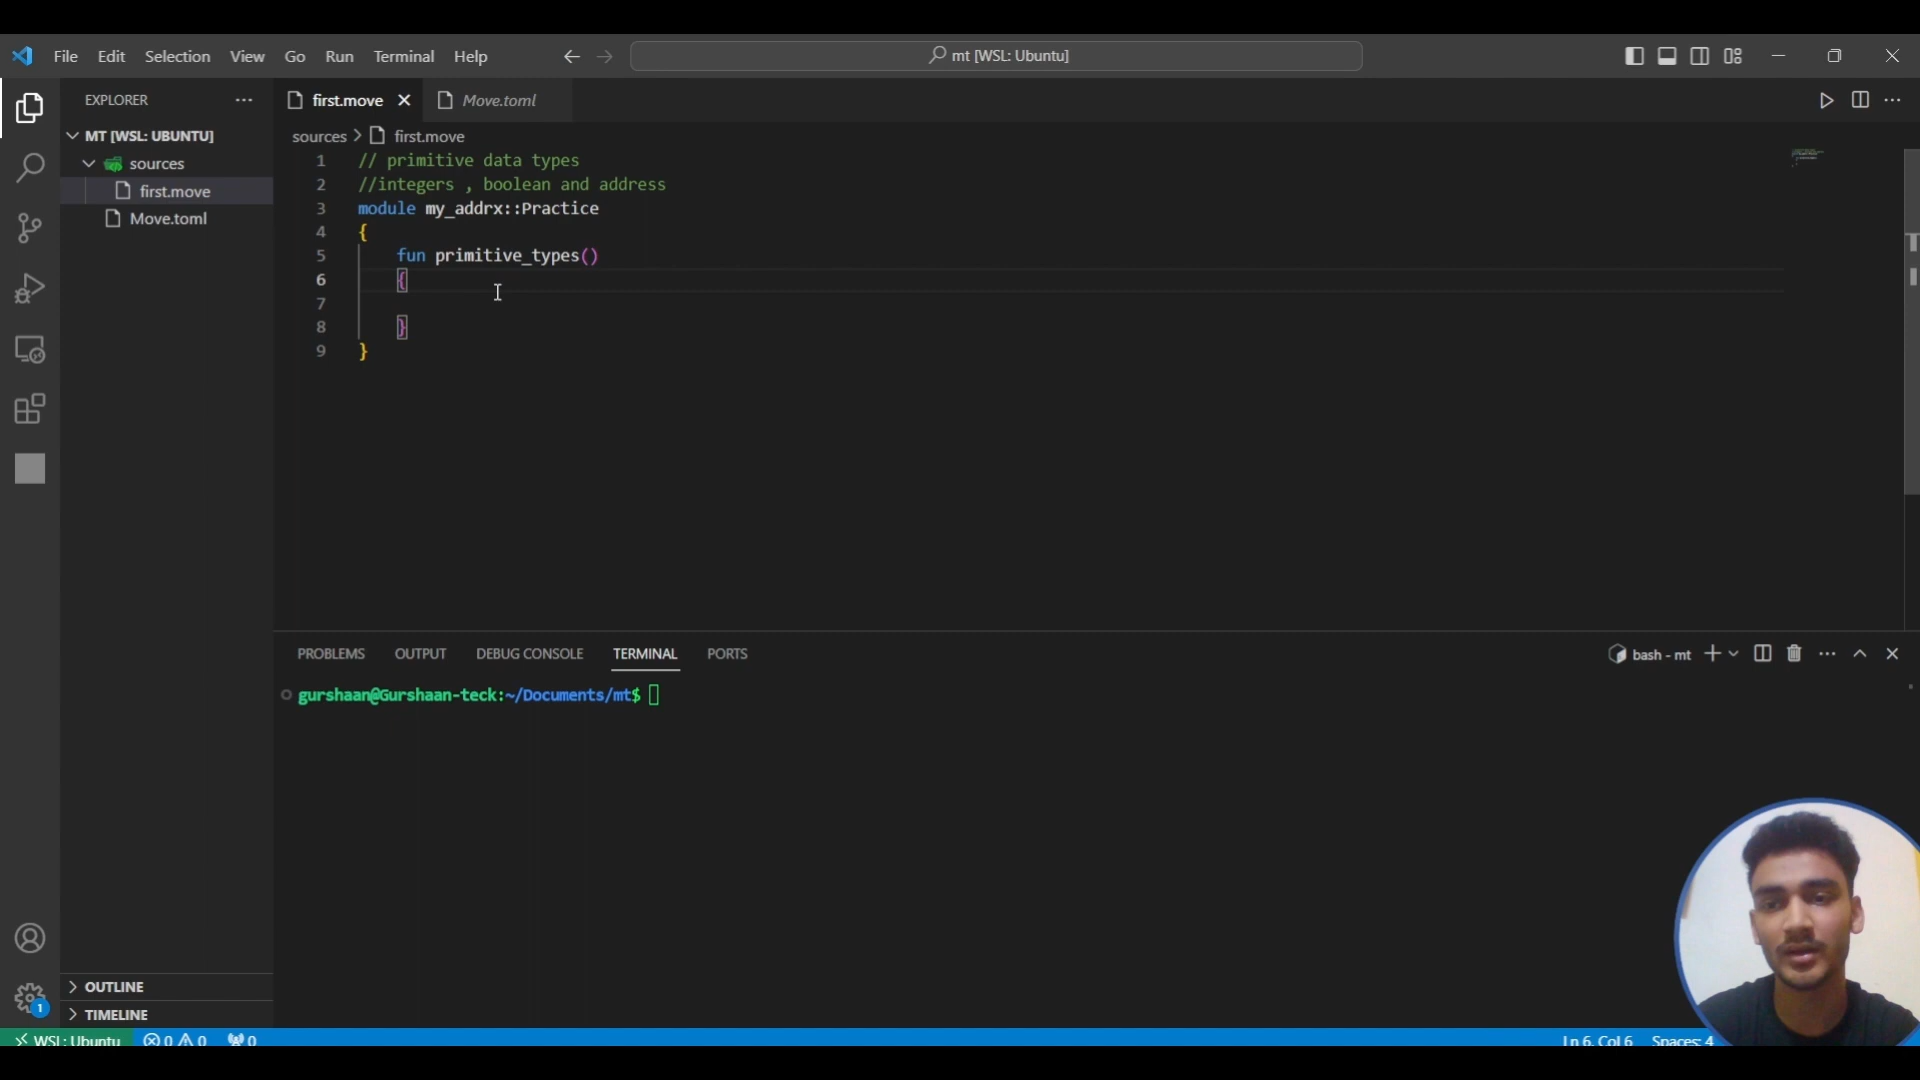 File Edit Selection View Go Run Terminal Help mt [WSL: Ubuntu]
EXPLORER
MT [WSL: UBUNTU]
sources
first.move
Move.toml
OUTLINE
TIMELINE
first.move Move.toml
sources > first.move
1 // primitive data types
2 //integers , boolean and address
3 module my_addrx::Practice
4 {
5 fun primitive_types()
6 {
7
8 }
9 }
PROBLEMS OUTPUT DEBUG CONSOLE TERMINAL PORTS bash - mt
gurshaan@Gurshaan-teck:~/Documents/mt$
1
WSL: Ubuntu 0 0 0 Ln 6, Col 6 Spaces: 4